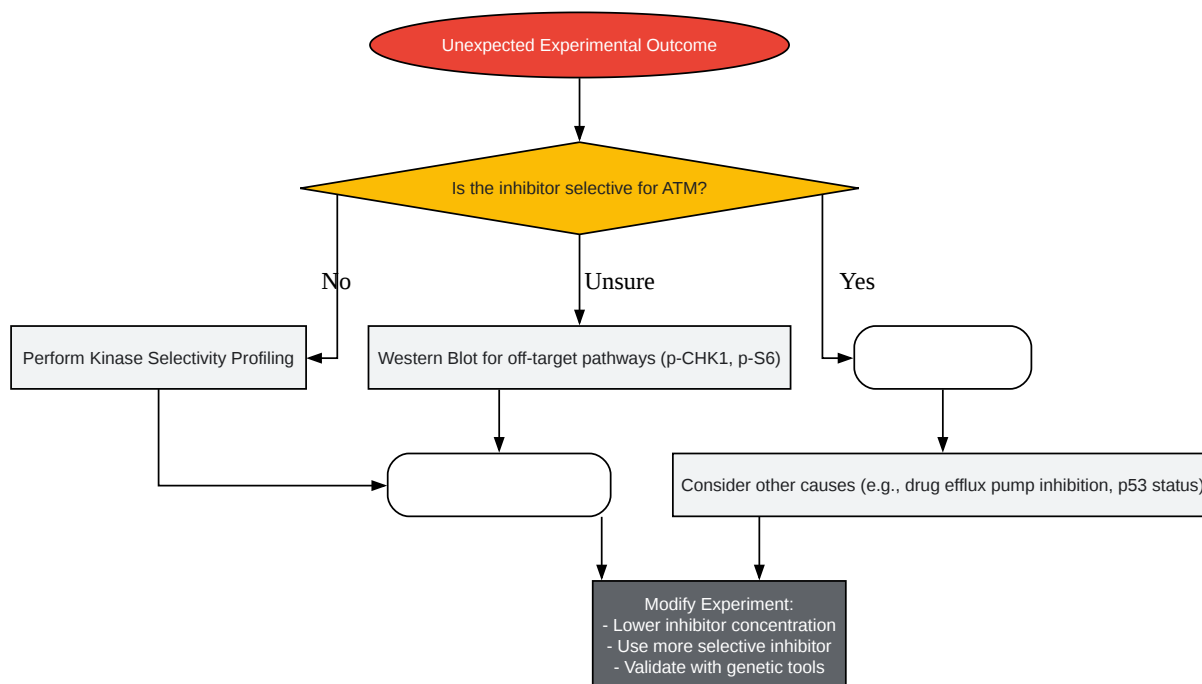 Unexpected Experimental Outcome
Is the inhibitor selective for ATM?
No
Unsure
Yes
Perform Kinase Selectivity Profiling
Western Blot for off-target pathways (p-CHK1, p-S6)
Consider other causes (e.g., drug efflux pump inhibition, p53 status)
Modify Experiment:
- Lower inhibitor concentration
- Use more selective inhibitor
- Validate with genetic tools